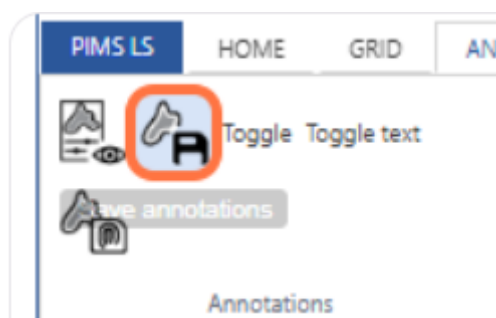 PIMS LS HOME GRID AN
Toggle Toggle text
ave annotations
Annotations